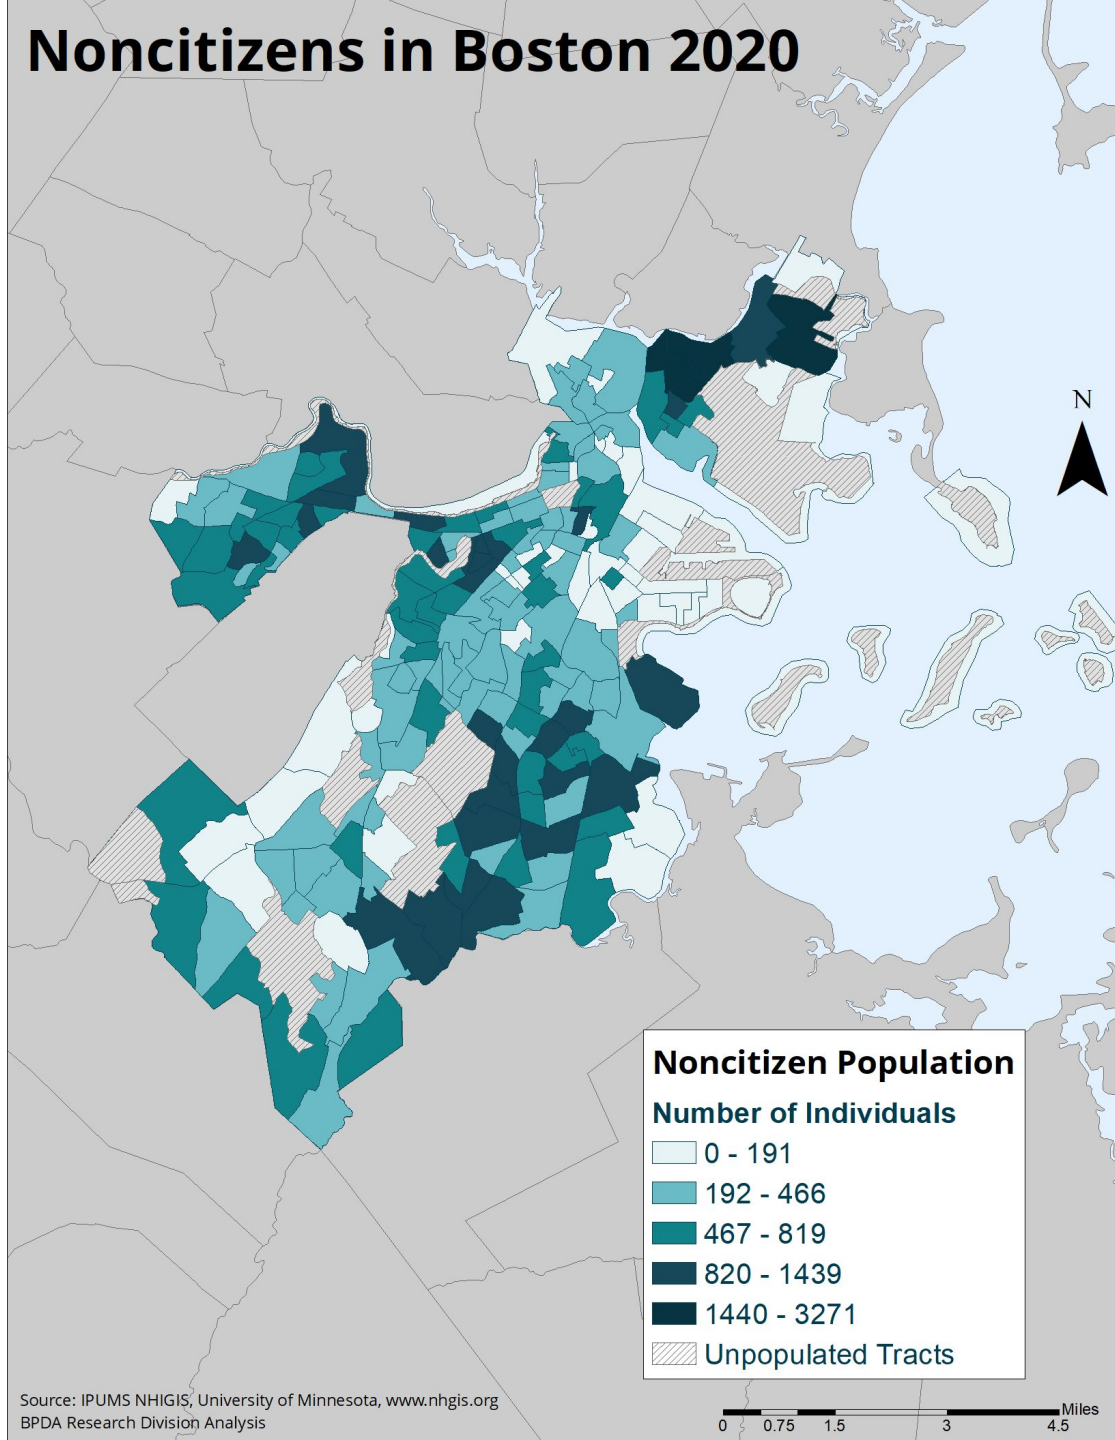 Noncitizens in Boston 2020
N
Noncitizen Population
Number of Individuals
0 - 191
192 - 466
467 - 819
820 - 1439
1440 - 3271
Unpopulated Tracts
Source: IPUMS NHIGIS, University of Minnesota, www.nhgis.org
BPDA Research Division Analysis
Miles
0 0.75 1.5 3 4.5